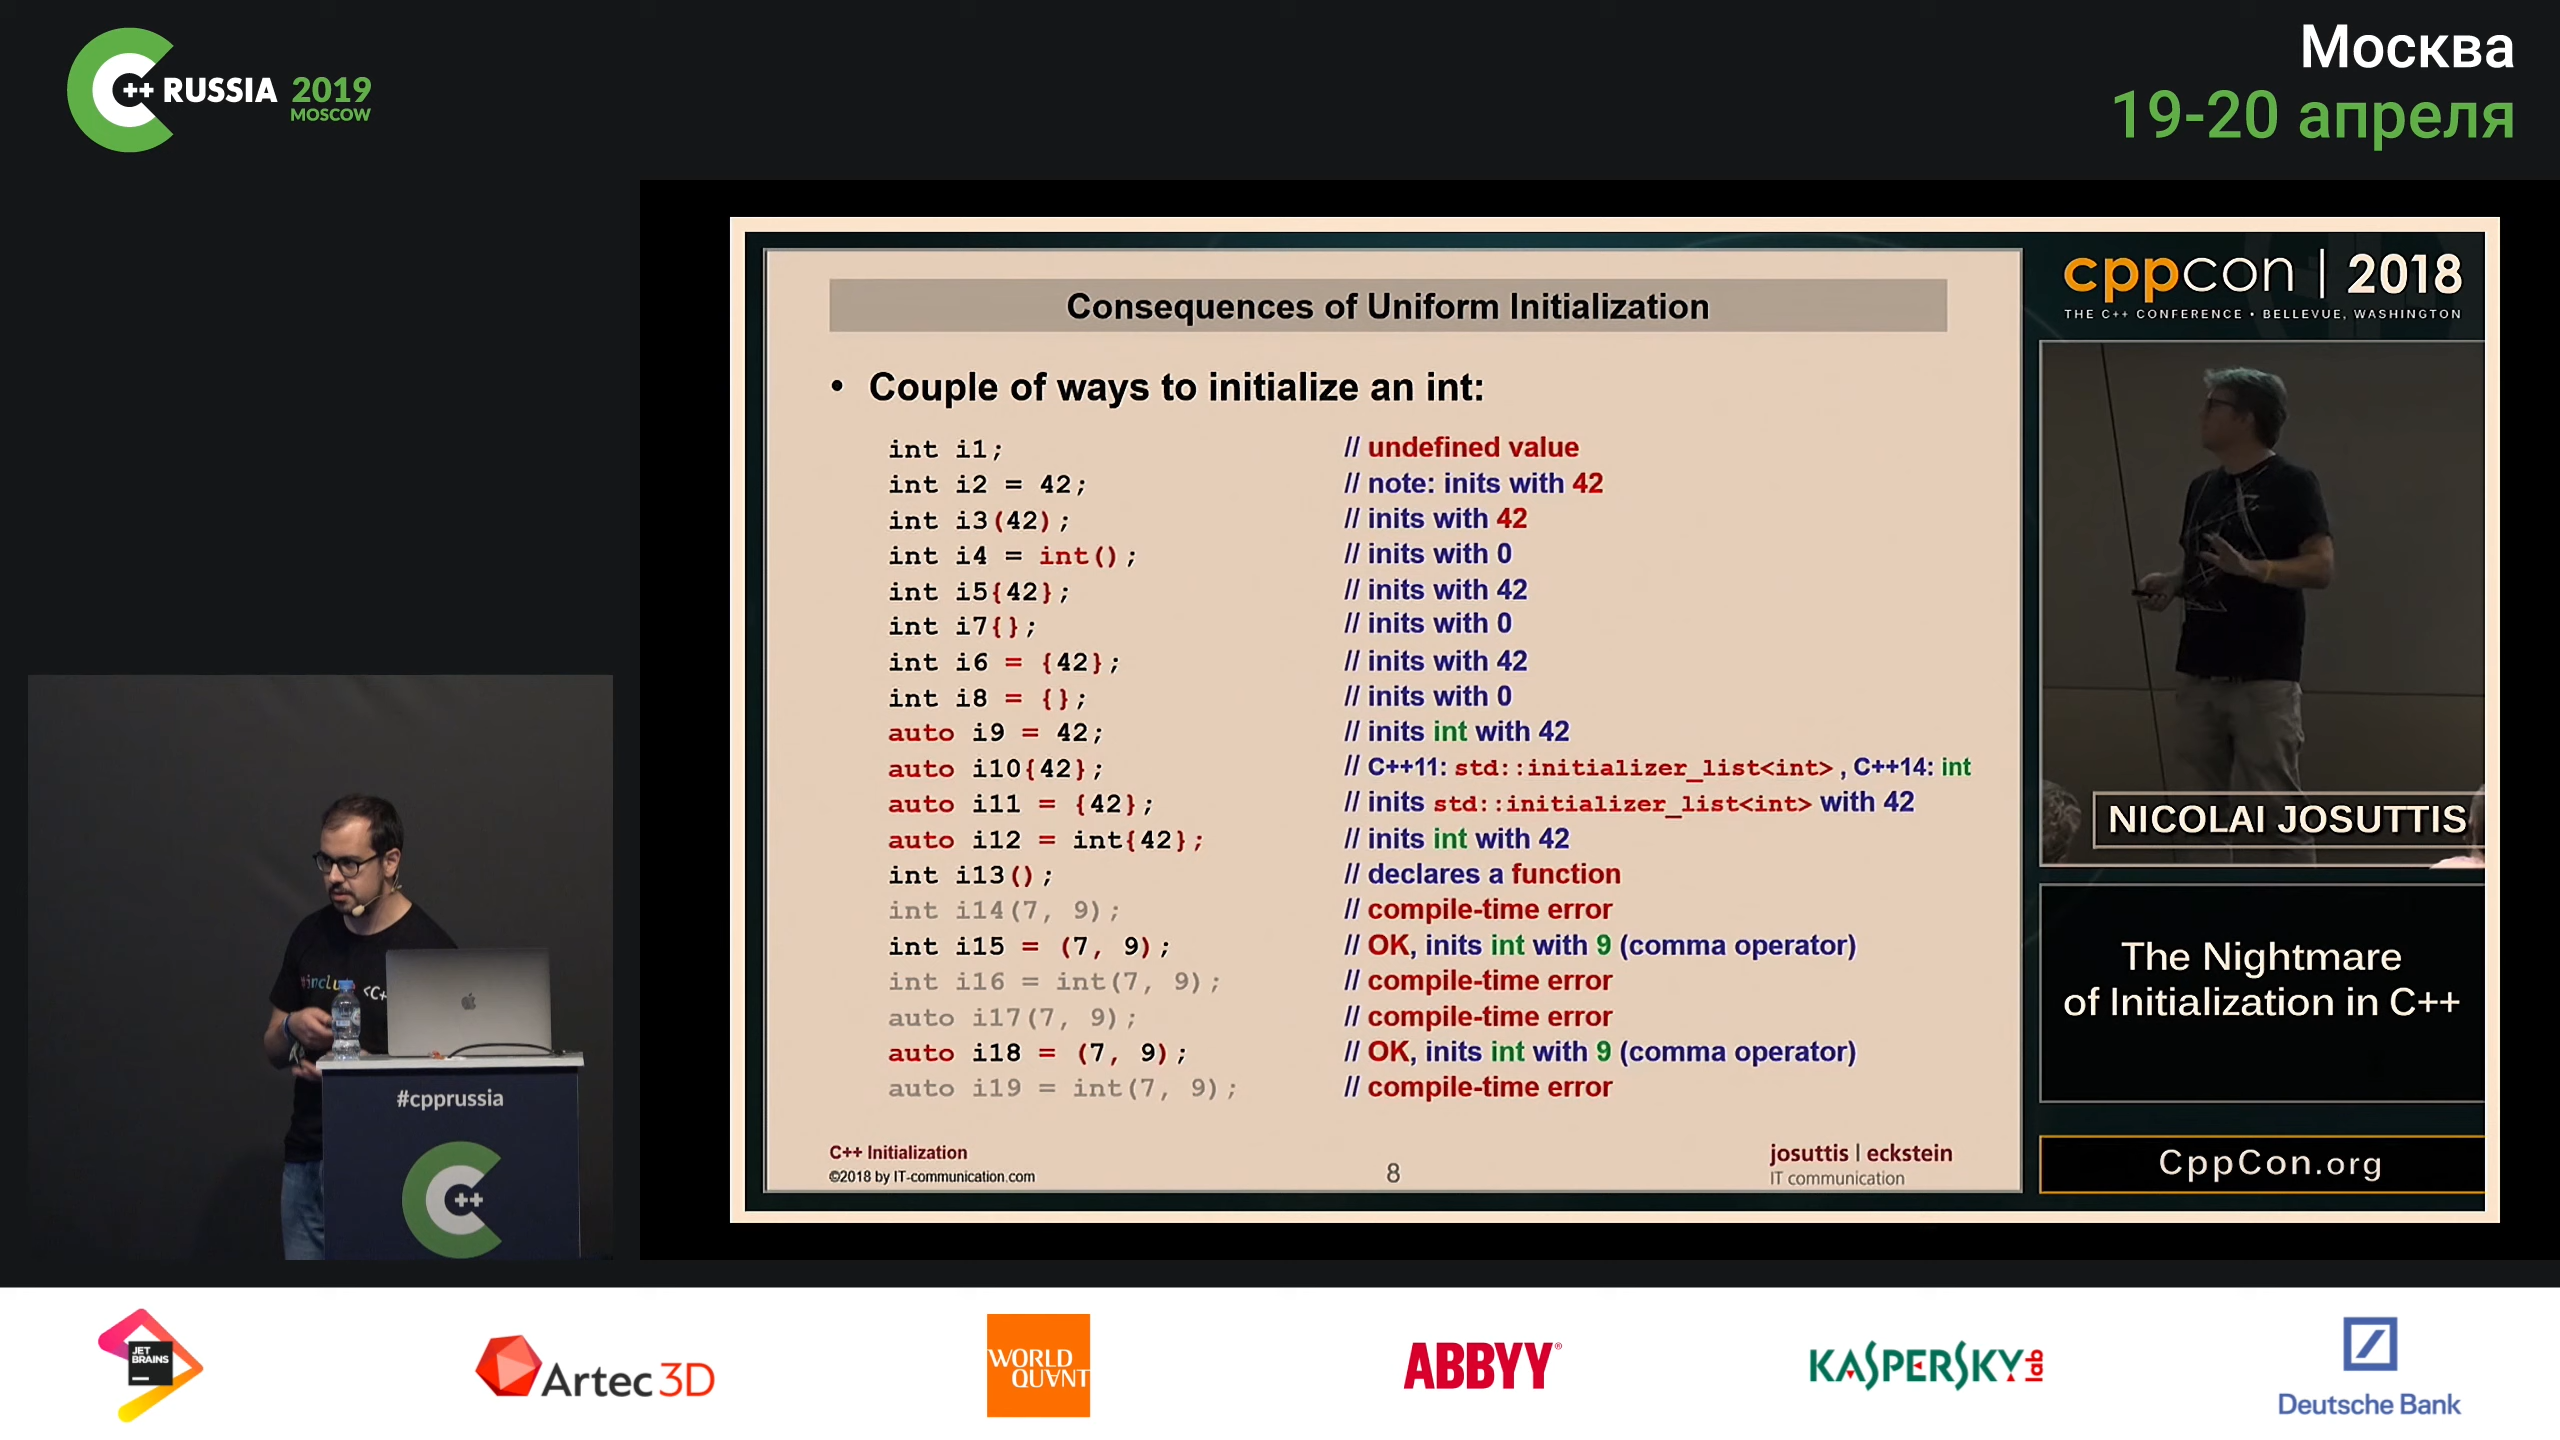 C++ RUSSIA 2019
MOSCOW
Москва
19-20 апреля
Consequences of Uniform Initialization
• Couple of ways to initialize an int:
int i1; // undefined value
int i2 = 42; // note: inits with 42
int i3(42); // inits with 42
int i4 = int(); // inits with 0
int i5{42}; // inits with 42
int i7{}; // inits with 0
int i6 = {42}; // inits with 42
int i8 = {}; // inits with 0
auto i9 = 42; // inits int with 42
auto i10{42}; // C++11: std::initializer_list<int>, C++14: int
auto i11 = {42}; // inits std::initializer_list<int> with 42
auto i12 = int{42}; // inits int with 42
int i13(); // declares a function
int i14(7, 9); // compile-time error
int i15 = (7, 9); // OK, inits int with 9 (comma operator)
int i16 = int(7, 9); // compile-time error
auto i17(7, 9); // compile-time error
auto i18 = (7, 9); // OK, inits int with 9 (comma operator)
auto i19 = int(7, 9); // compile-time error
C++ Initialization
©2018 by IT-communication.com
8
josuttis | eckstein
IT communication
cppcon | 2018
THE C++ CONFERENCE • BELLEVUE, WASHINGTON
NICOLAI JOSUTTIS
The Nightmare
of Initialization in C++
CppCon.org
<C+
#cpprussia
C++
JET
BRAINS
Artec 3D
WORLD
QUANT
ABBYY®
KASPERSKY lab
Deutsche Bank